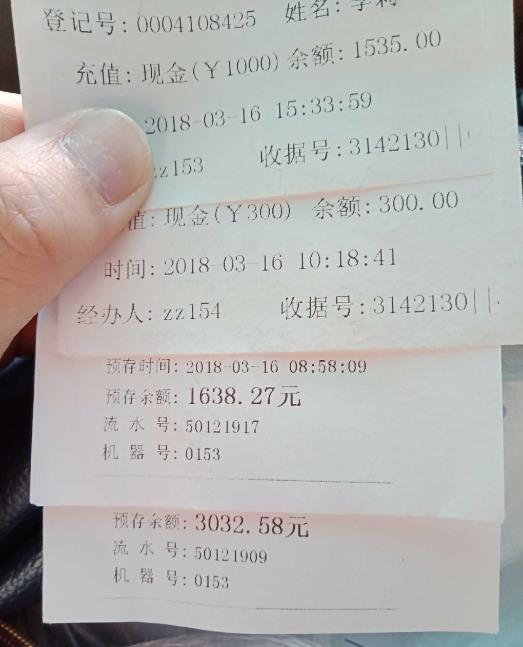 登记号: 0004108425 姓名: 李莉
充值: 现金(￥1000) 余额: 1535.00
2018-03-16 15:33:59
zz153 收据号: 3142130||
值: 现金(￥300) 余额: 300.00
时间: 2018-03-16 10:18:41
经办人: zz154 收据号: 3142130||.
预存时间: 2018-03-16 08:58:09
预存余额: 1638.27元
流 水 号: 50121917
机 器 号: 0153
预存余额: 3032.58元
流 水 号: 50121909
机 器 号: 0153